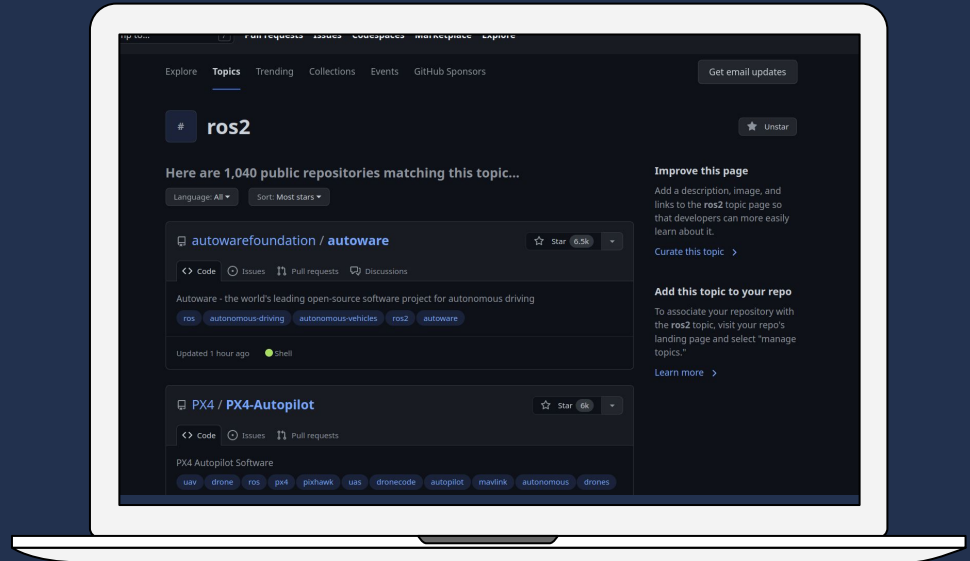 Pull requests Issues Codespaces Marketplace Explore
Explore Topics Trending Collections Events GitHub Sponsors Get email updates
# ros2 Unstar
Here are 1,040 public repositories matching this topic...
Language: All Sort: Most stars
autowarefoundation / autoware Star 6.5k
Code Issues Pull requests Discussions
Autoware - the world's leading open-source software project for autonomous driving
ros autonomous-driving autonomous-vehicles ros2 autoware
Updated 1 hour ago Shell
PX4 / PX4-Autopilot Star 6k
Code Issues Pull requests
PX4 Autopilot Software
uav drone ros px4 pixhawk uas dronecode autopilot mavlink autonomous drones
Improve this page
Add a description, image, and
links to the ros2 topic page so
that developers can more easily
learn about it.
Curate this topic
Add this topic to your repo
To associate your repository with
the ros2 topic, visit your repo's
landing page and select "manage
topics."
Learn more